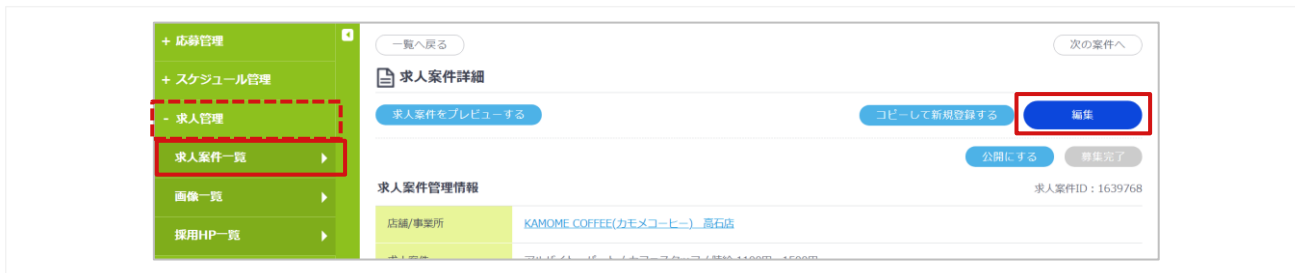 + 応募管理
+ スケジュール管理
- 求人管理
求人案件一覧
画像一覧
採用HP一覧
一覧へ戻る
次の案件へ
求人案件詳細
求人案件をプレビューする
コピーして新規登録する
編集
公開にする
募集完了
求人案件管理情報
求人案件ID：1639768
店舗/事業所
KAMOME COFFEE(カモメコーヒー)　高石店